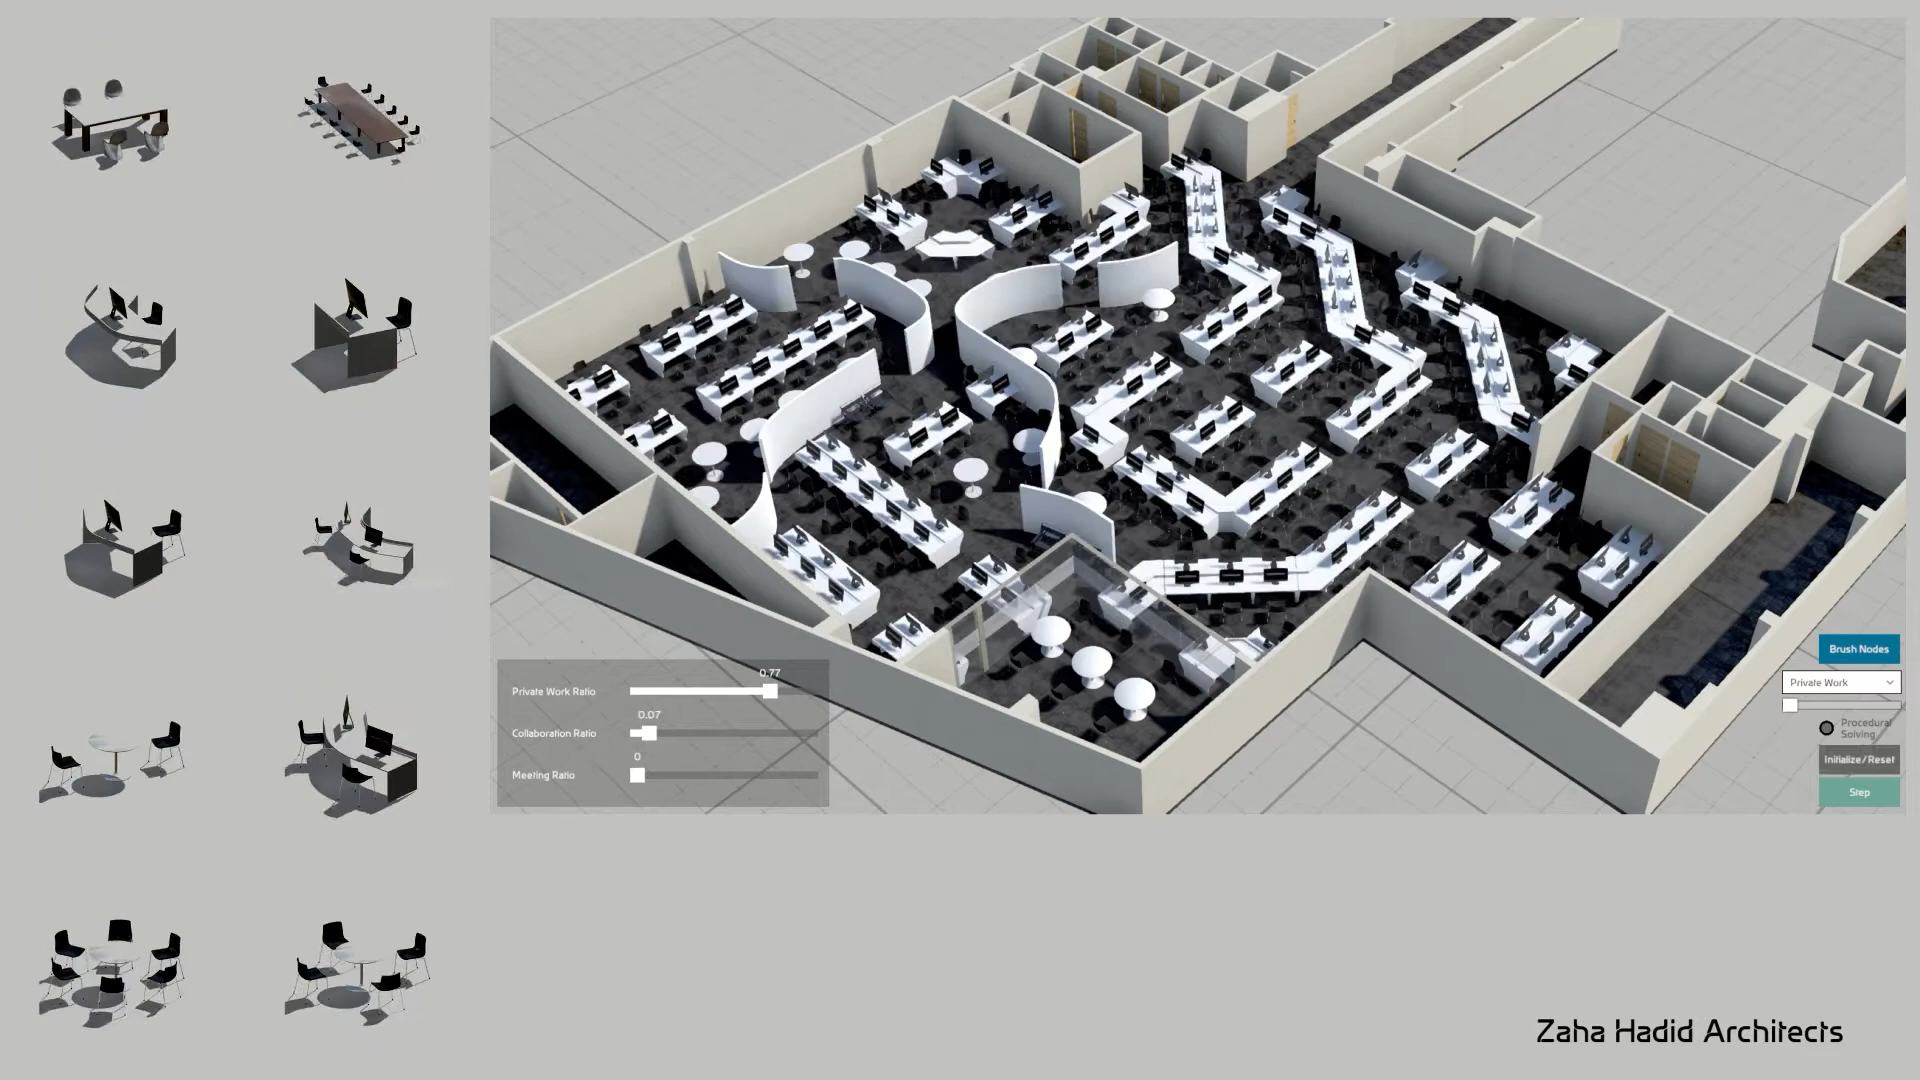 0.77
Private Work Ratio
0.07
Collaboration Ratio
0
Meeting Ratio
Brush Nodes
Private Work
Procedural
Solving
Initialize/Reset
Step
Zaha Hadid Architects